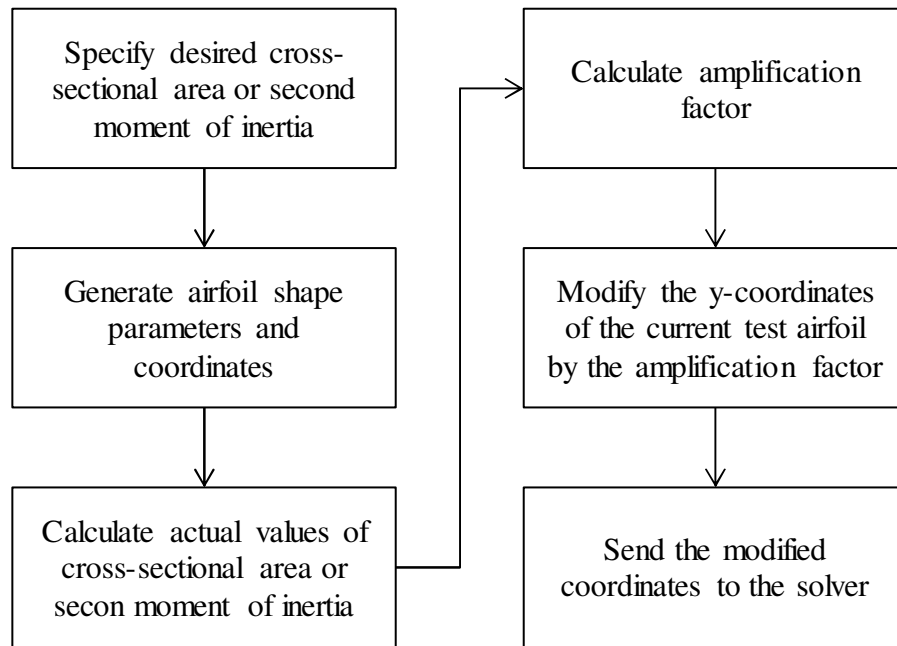 Specify desired cross-
sectional area or second
moment of inertia
Generate airfoil shape
parameters and
coordinates
Calculate actual values of
cross-sectional area or
secon moment of inertia
Calculate amplification
factor
Modify the y-coordinates
of the current test airfoil
by the amplification factor
Send the modified
coordinates to the solver